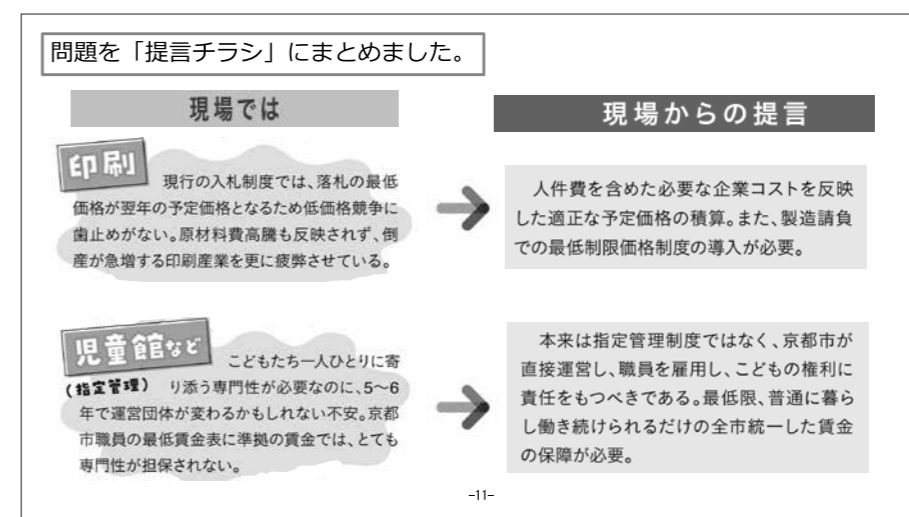 問題を「提言チラシ」にまとめました。
現場では
現場からの提言
印刷
現行の入札制度では、落札の最低
価格が翌年の予定価格となるため低価格競争に
歯止めがない。原材料費高騰も反映されず、倒
産が急増する印刷産業を更に疲弊させている。
人件費を含めた必要な企業コストを反映
した適正な予定価格の積算。また、製造請負
での最低制限価格制度の導入が必要。
児童館など
(指定管理)
こどもたち一人ひとりに寄
り添う専門性が必要なのに、5〜6
年で運営団体が変わるかもしれない不安。京都
市職員の最低賃金表に準拠の賃金では、とても
専門性が担保されない。
本来は指定管理制度ではなく、京都市が
直接運営し、職員を雇用し、こどもの権利に
責任をもつべきである。最低限、普通に暮ら
し働き続けられるだけの全市統一した賃金
の保障が必要。
-11-